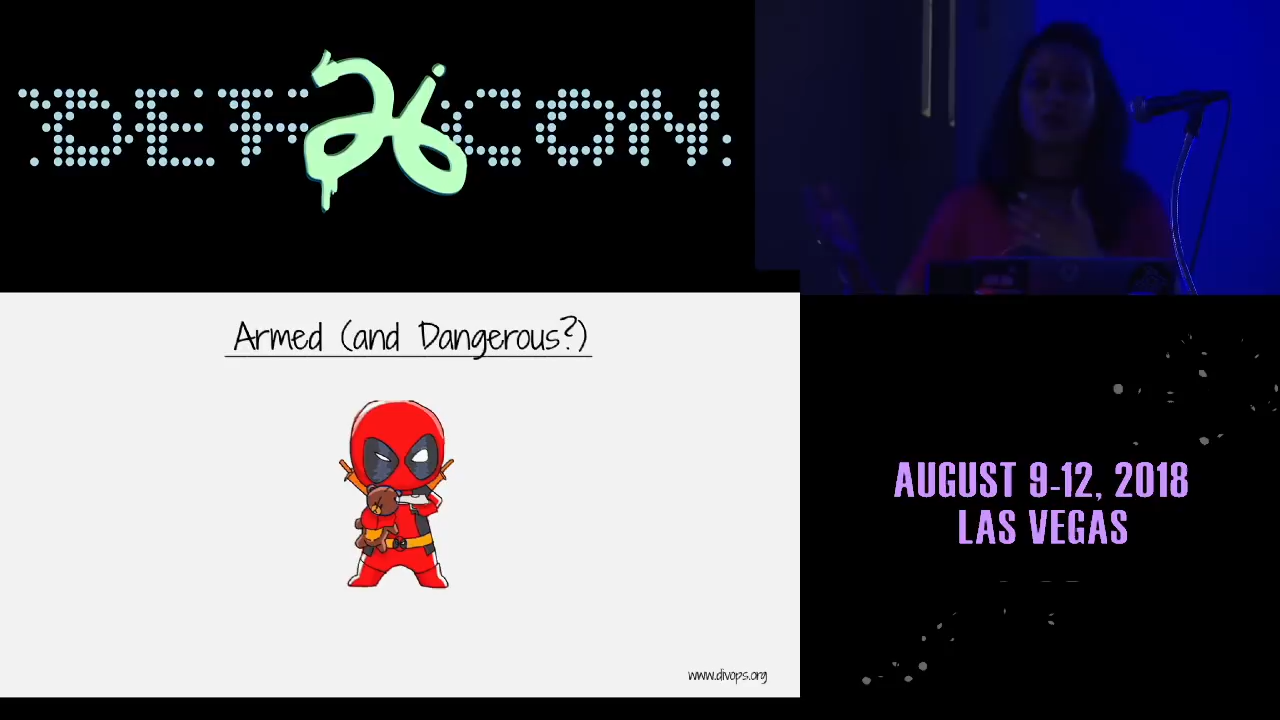 DEF CON 26
Armed (and Dangerous?)
www.divops.org
AUGUST 9-12, 2018
LAS VEGAS